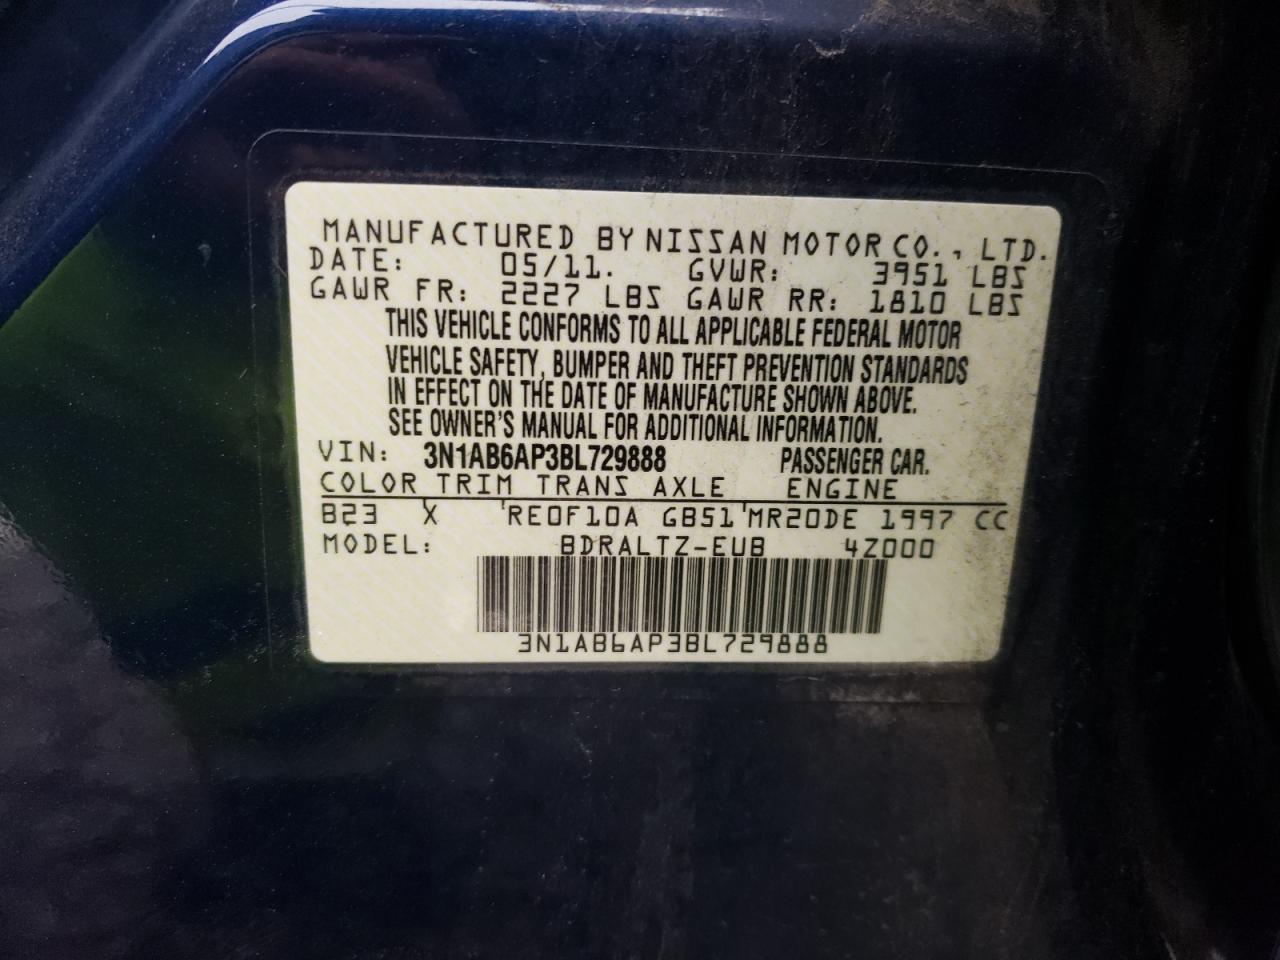 MANUFACTURED BY NISSAN MOTOR CO., LTD.
DATE: 05/11. GVWR: 3951 LBS
GAWR FR: 2227 LBS GAWR RR: 1810 LBS
THIS VEHICLE CONFORMS TO ALL APPLICABLE FEDERAL MOTOR
VEHICLE SAFETY, BUMPER AND THEFT PREVENTION STANDARDS
IN EFFECT ON THE DATE OF MANUFACTURE SHOWN ABOVE.
SEE OWNER'S MANUAL FOR ADDITIONAL INFORMATION.
VIN: 3N1AB6AP3BL729888 PASSENGER CAR.
COLOR TRIM TRANS AXLE ENGINE
B23 X RE0F10A GB51 MR20DE 1997 CC
MODEL: BDRALTZ-EUB 4Z000
3N1AB6AP3BL729888